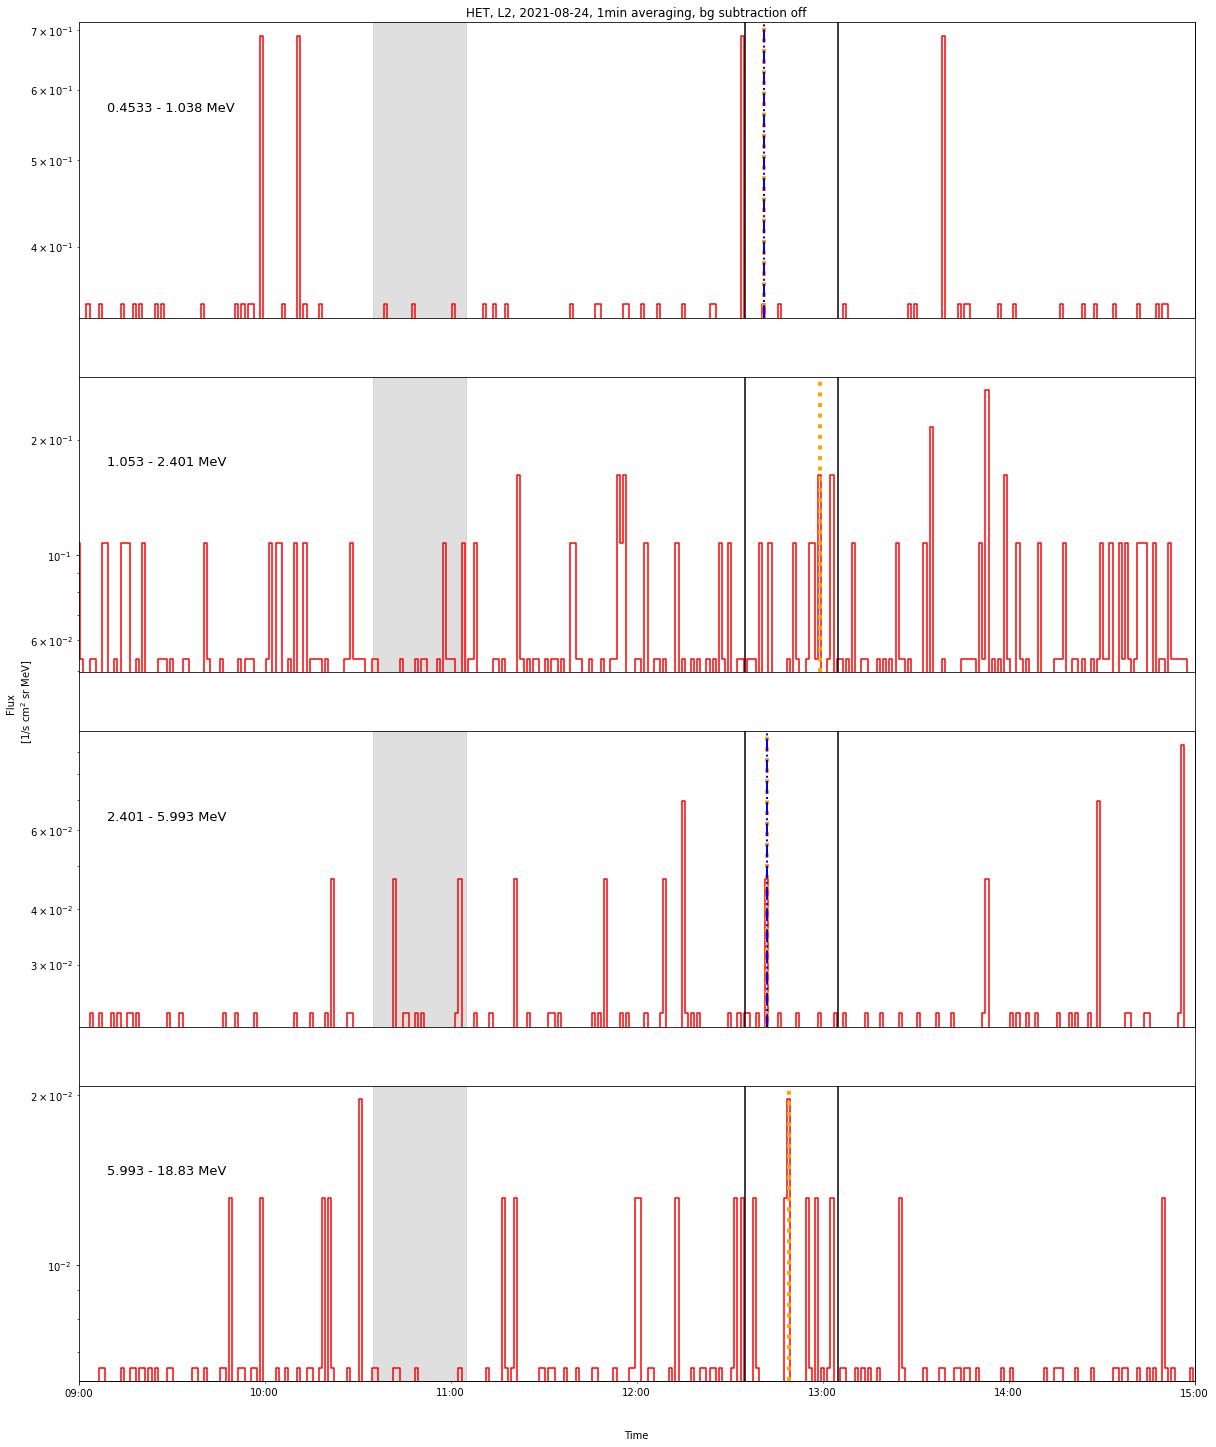 HET, L2, 2021-08-24, 1min averaging, bg subtraction off
7 × 10⁻¹
6 × 10⁻¹
0.4533 - 1.038 MeV
5 × 10⁻¹
4 × 10⁻¹
2 × 10⁻¹
1.053 - 2.401 MeV
10⁻¹
6 × 10⁻²
Flux
[1/s cm² sr MeV]
2.401 - 5.993 MeV
6 × 10⁻²
4 × 10⁻²
3 × 10⁻²
2 × 10⁻²
5.993 - 18.83 MeV
10⁻²
09:00 10:00 11:00 12:00 13:00 14:00 15:00
Time